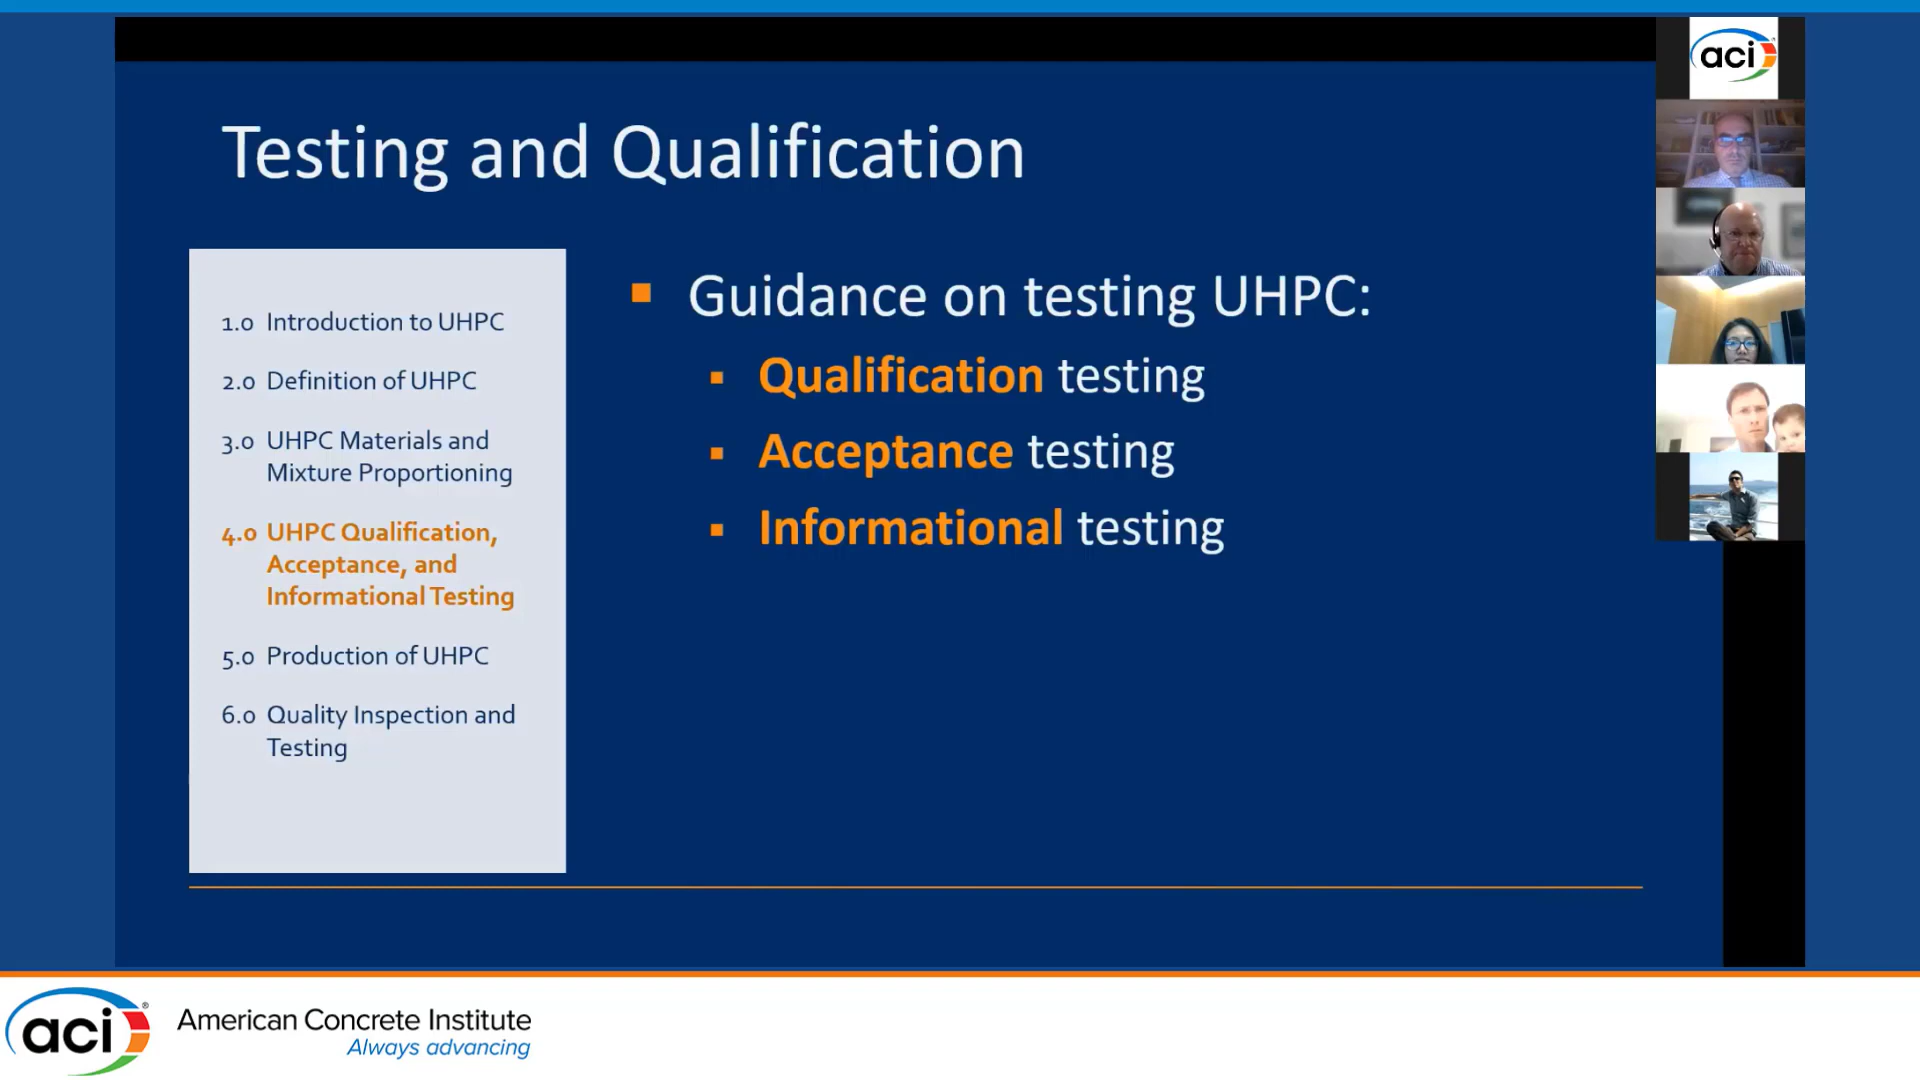 aci
Testing and Qualification
1.0 Introduction to UHPC
2.0 Definition of UHPC
3.0 UHPC Materials and
Mixture Proportioning
4.0 UHPC Qualification,
Acceptance, and
Informational Testing
5.0 Production of UHPC
6.0 Quality Inspection and
Testing
Guidance on testing UHPC:
Qualification testing
Acceptance testing
Informational testing
aci®
American Concrete Institute
Always advancing